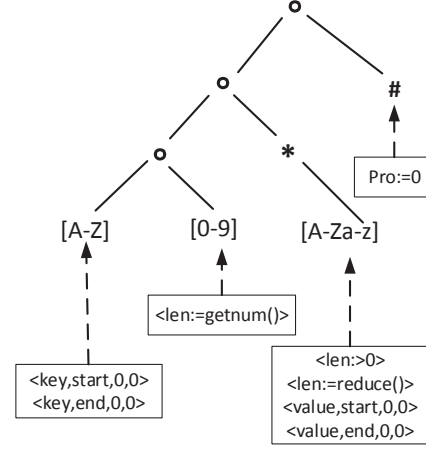 #
*
Pro:=0
[A-Z]
[0-9]
[A-Za-z]
<len:=getnum()>
<key,start,0,0>
<key,end,0,0>
<len:>0>
<len:=reduce()>
<value,start,0,0>
<value,end,0,0>